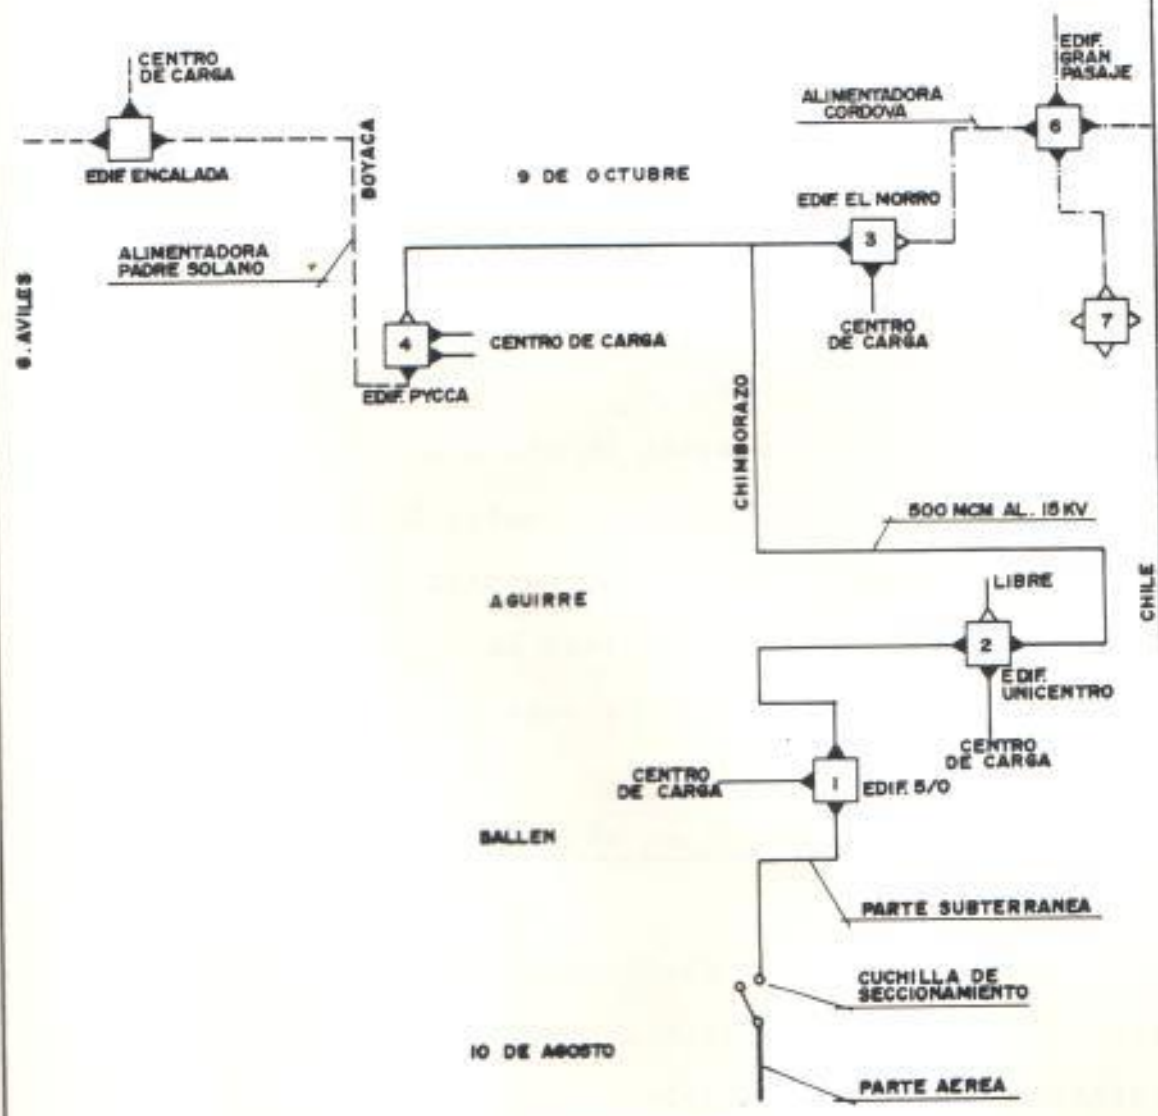 CENTRO
DE CARGA
EDIF.
GRAN
PASAJE
ALIMENTADORA
CORDOVA
6
EDIF. ENCALADA
BOYACA
9 DE OCTUBRE
EDIF. EL MORRO
3
ALIMENTADORA
PADRE SOLANO
G. AVILES
7
4
CENTRO DE CARGA
CENTRO
DE CARGA
EDIF. PYCCA
CHIMBORAZO
500 MCM AL. 15 KV
CHILE
LIBRE
AGUIRRE
2
EDIF.
UNICENTRO
CENTRO
DE CARGA
CENTRO
DE CARGA
1
EDIF. 5/O
BALLEN
PARTE SUBTERRANEA
CUCHILLA DE
SECCIONAMIENTO
10 DE AGOSTO
PARTE AEREA